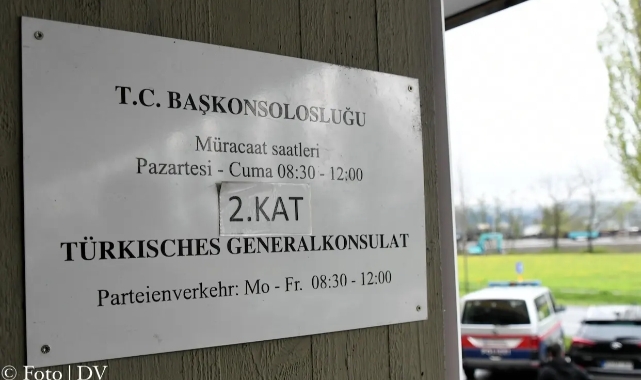 T.C. BAŞKONSOLOSLUĞU
Müracaat saatleri
Pazartesi - Cuma 08:30 - 12:00
2.KAT
TÜRKISCHES GENERALKONSULAT
Parteienverkehr: Mo - Fr. 08:30 - 12:00
© Foto | DV